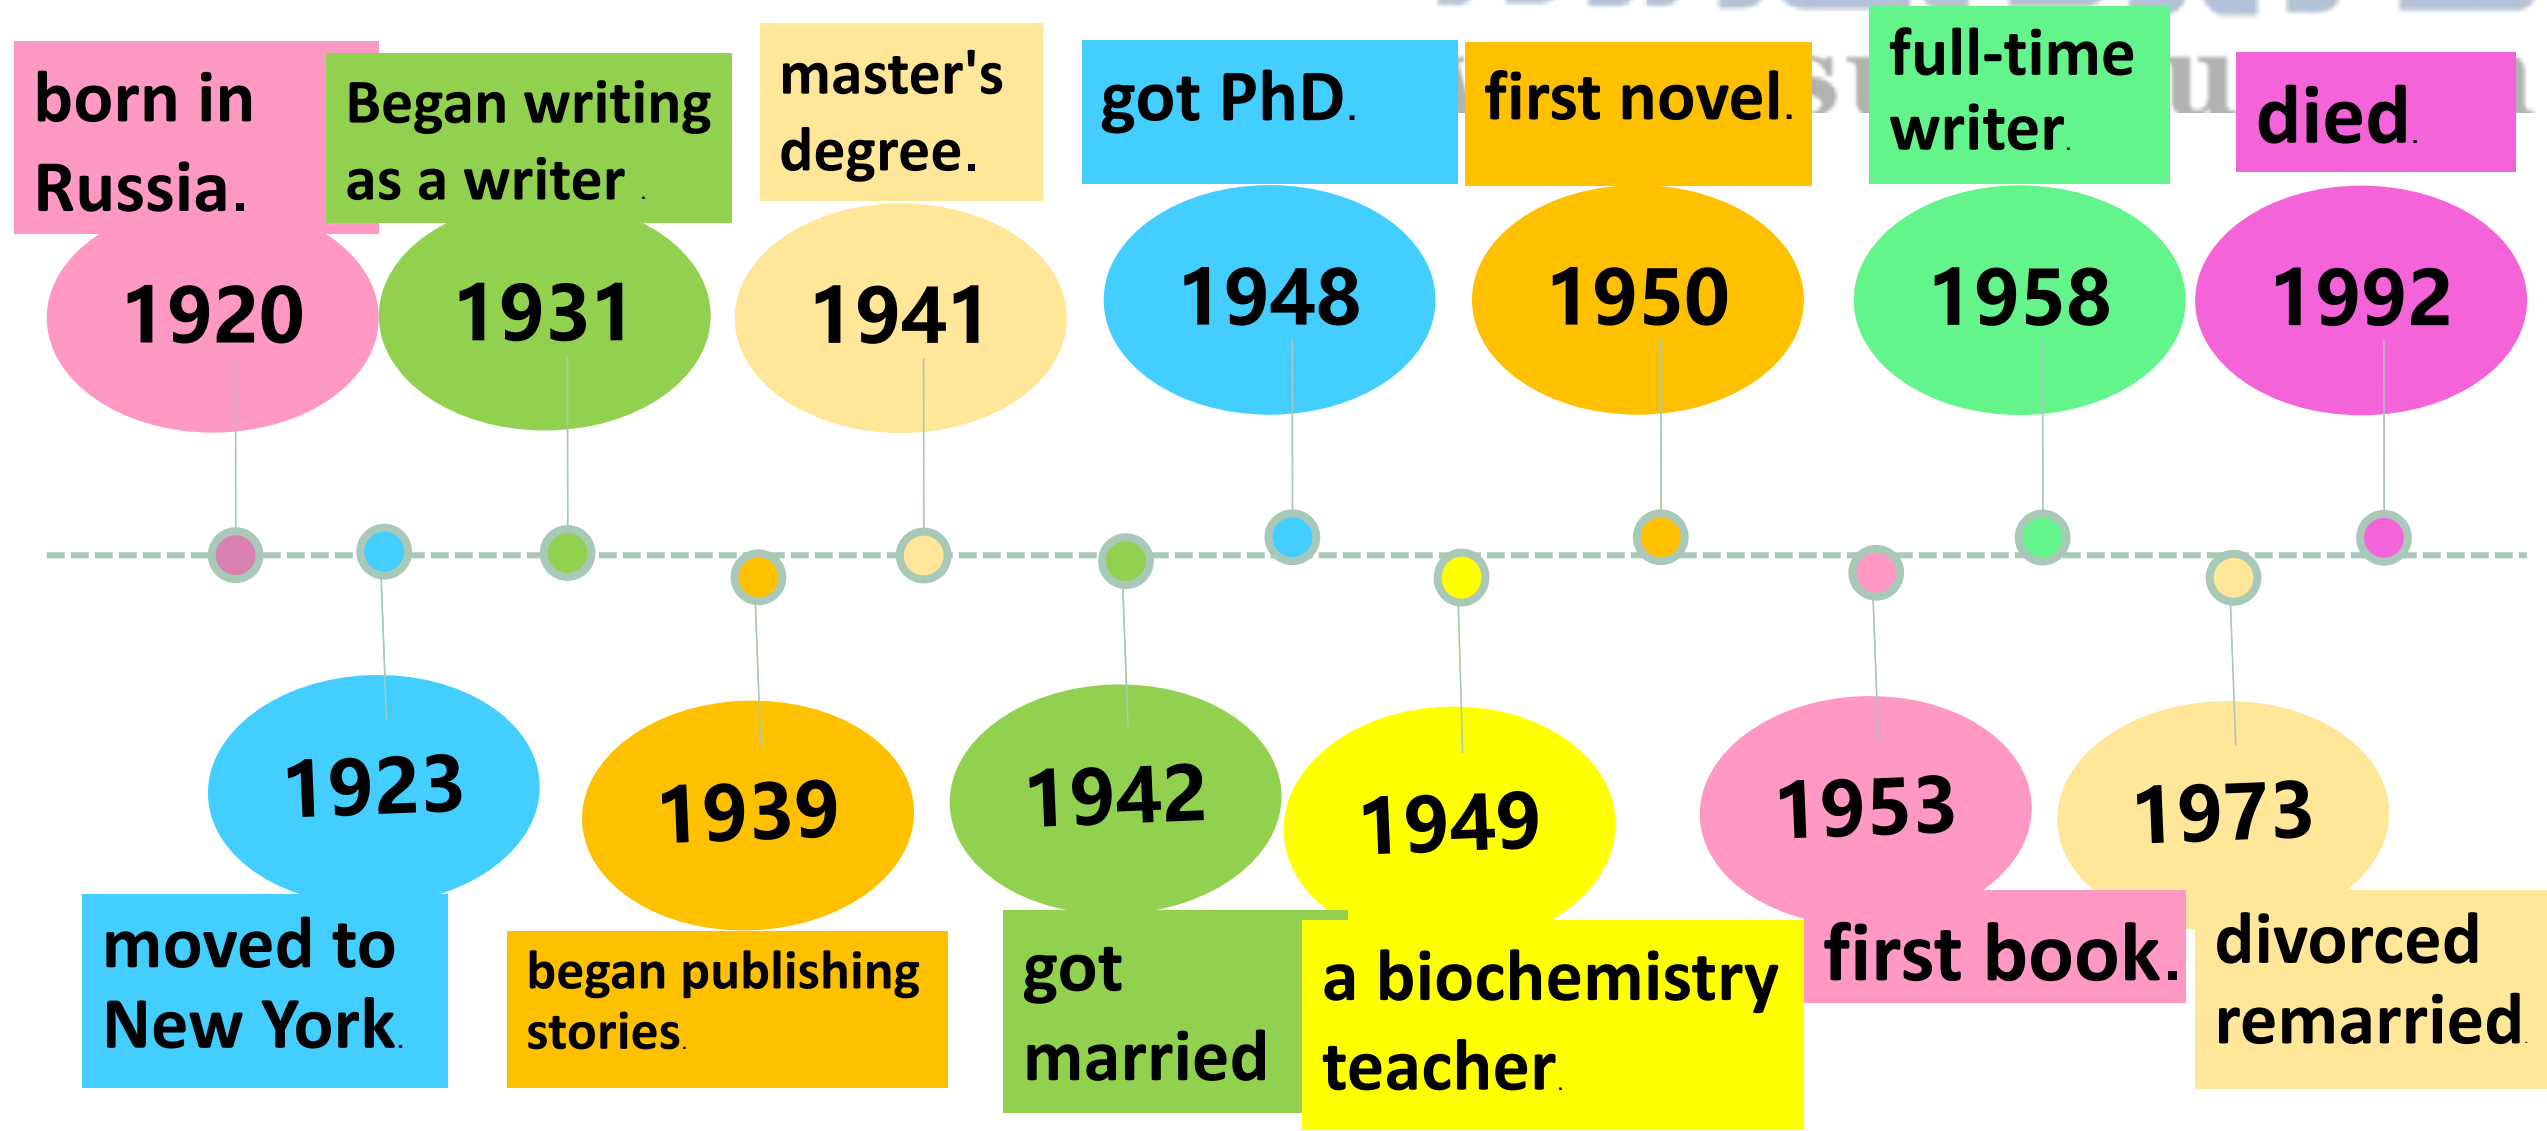 born in
Russia.
Began writing
as a writer .
master's
degree.
got PhD.
first novel.
full-time
writer.
died.
1920
1931
1941
1948
1950
1958
1992
1923
1939
1942
1949
1953
1973
moved to
New York.
began publishing
stories.
got
married
a biochemistry
teacher.
first book.
divorced
remarried.